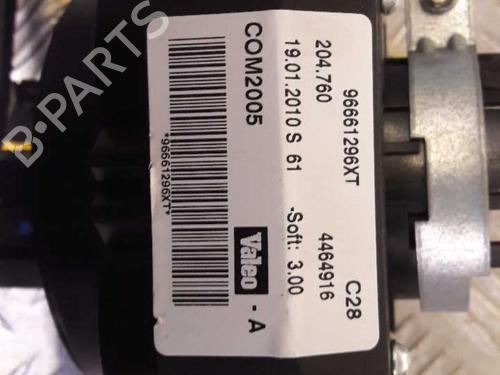 96661296XT C28
204.760 4464916
19.01.2010 S 61 -Soft: 3.00
COM2005 Valeo - A
*96661296XT*
B-PARTS